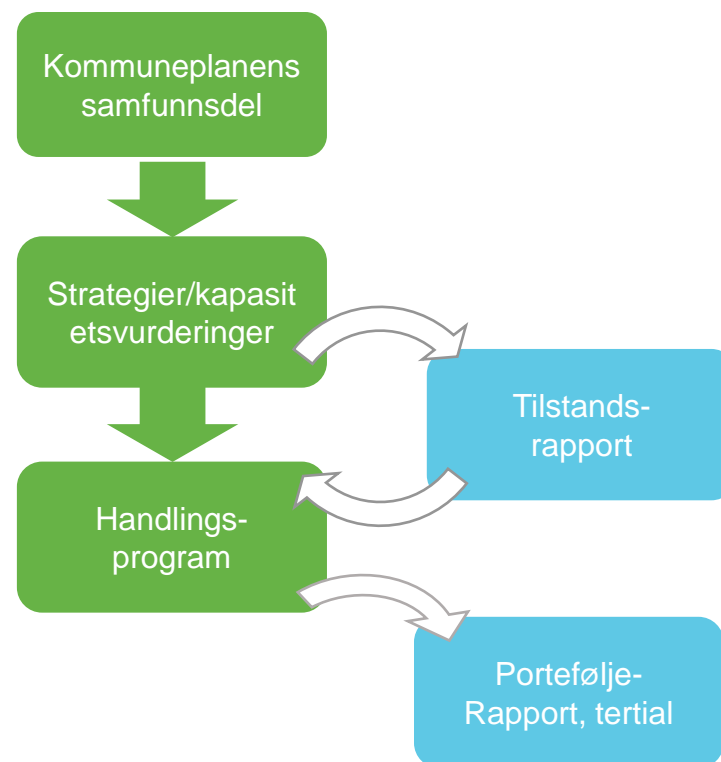 Kommuneplanens
samfunnsdel
Strategier/kapasit
etsvurderinger
Tilstands-
rapport
Handlings-
program
Portefølje-
Rapport, tertial